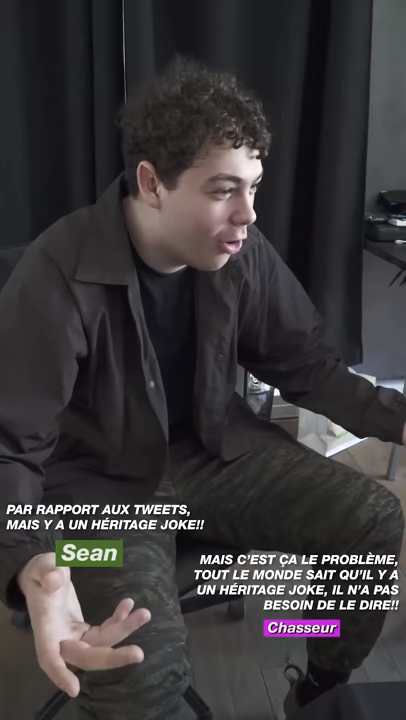 PAR RAPPORT AUX TWEETS,
MAIS Y A UN HÉRITAGE JOKE!!
Sean
MAIS C'EST ÇA LE PROBLÈME,
TOUT LE MONDE SAIT QU'IL Y A
UN HÉRITAGE JOKE, IL N'A PAS
BESOIN DE LE DIRE!!
Chasseur